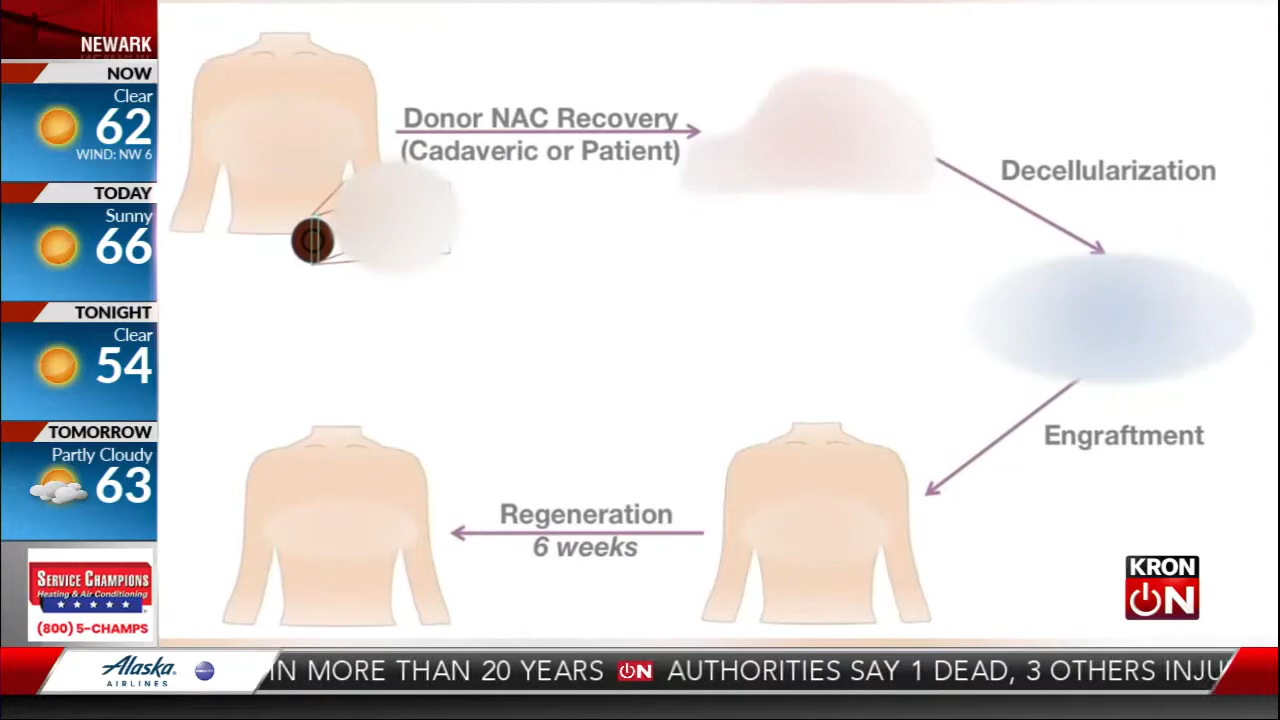 NEWARK
NOW
Clear
62
WIND: NW 6
TODAY
Sunny
66
TONIGHT
Clear
54
TOMORROW
Partly Cloudy
63
SERVICE CHAMPIONS
Heating & Air Conditioning
(800) 5-CHAMPS
Donor NAC Recovery
(Cadaveric or Patient)
Decellularization
Engraftment
Regeneration
6 weeks
KRON
ON
Alaska
AIRLINES
IN MORE THAN 20 YEARS ON AUTHORITIES SAY 1 DEAD, 3 OTHERS INJU